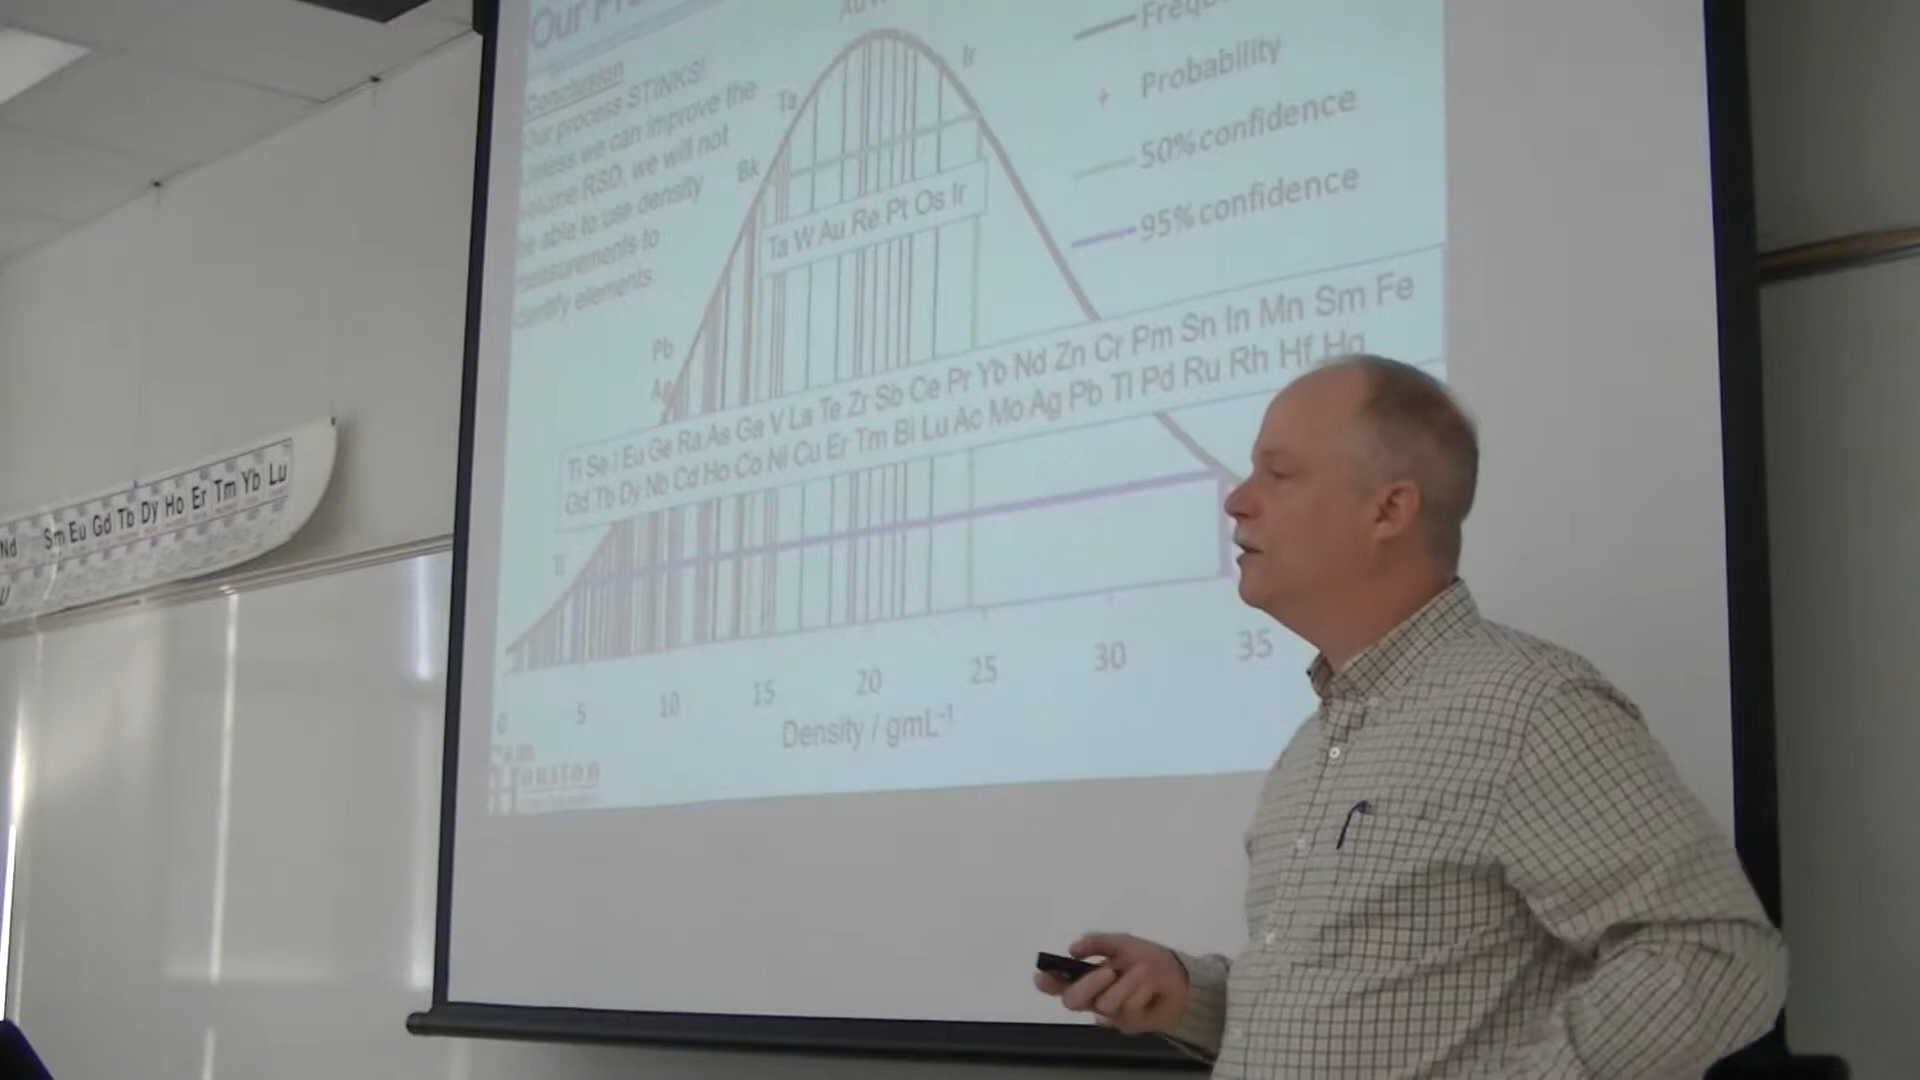 Our Pr
Conclusion
Our process STINKS!
Unless we can improve the
volume RSD, we will not
be able to use density
measurements to
identify elements.
Ir
Ta
Bk
Pb
Ag
Ti
Frequ
Probability
50% confidence
95% confidence
Ta W Au Re Pt Os Ir
Ti Se I Eu Ge Ra As Ga V La Te Zr Sb Ce Pr Yb Nd Zn Cr Pm Sn In Mn Sm Fe
Gd Tb Dy Nb Cd Ho Co Ni Cu Er Tm Bi Lu Ac Mo Ag Pb Tl Pd Ru Rh Hf Hg
0 5 10 15 20 25 30 35
Density / gmL⁻¹
Sam
Houston
Nd Sm Eu Gd Tb Dy Ho Er Tm Yb Lu
U